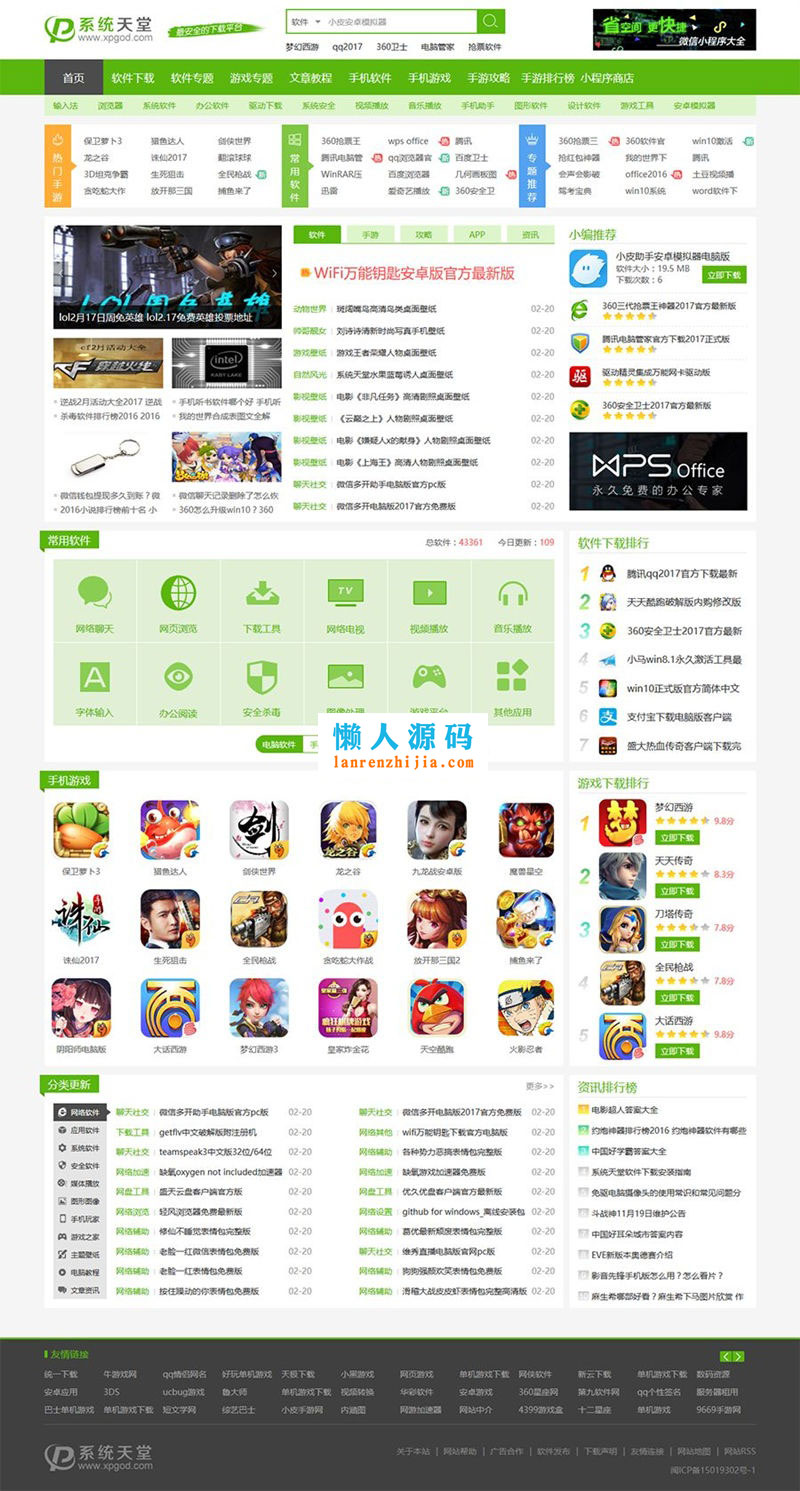 系统天堂
www.xpgod.com
最安全的下载平台
软件 小皮安卓模拟器
梦幻西游 qq2017 360卫士 电脑管家 抢票软件
省空间 更快捷
微信小程序大全
首页 软件下载 软件专题 游戏专题 文章教程 手机软件 手机游戏 手游攻略 手游排行榜 小程序商店
输入法 浏览器 系统软件 办公软件 驱动下载 系统安全 视频播放 音乐播放 手机助手 图形软件 设计软件 游戏工具 安卓模拟器
热门手游
保卫萝卜3 猎鱼达人 剑侠世界
龙之谷 诛仙2017 翻滚球球
3D坦克争霸 生死狙击 全民枪战
贪吃蛇大作 放开那三国 捕鱼来了
常用软件
360抢票王 wps office 腾讯
腾讯电脑管 qq浏览器官 百度卫士
WinRAR压 百度浏览器 几何画板图
迅雷 爱奇艺播放 360安全卫
专题推荐
360抢票三 360软件官 win10激活
抢红包神器 我的世界下 腾讯
会声会影破 office2016 土豆视频播
驾考宝典 win10系统 word软件下
lol2月17日周免英雄 lol2.17免费英雄投票地址
cf2月活动大全
穿越火线
intel
KABY LAKE
逆战2月活动大全2017 逆战
手机听书软件哪个好 手机听
杀毒软件排行榜2016 2016
我的世界合成表图文全解
微信钱包提现多久到账？微
微信聊天记录删除了怎么恢
2016小说排行榜前十名 小
360怎么升级win10？360
软件 手游 攻略 APP 资讯
WiFi万能钥匙安卓版官方最新版
动物世界 斑阔嘴鸟高清鸟类桌面壁纸 02-20
帅哥靓女 刘诗诗清新时尚写真手机壁纸 02-20
游戏壁纸 游戏王者荣耀人物桌面壁纸 02-20
自然风光 系统天堂水果蓝莓诱人桌面壁纸 02-20
影视壁纸 电影《非凡任务》高清剧照桌面壁纸 02-20
影视壁纸 《云巅之上》人物剧照桌面壁纸 02-20
影视壁纸 电影《嫌疑人x的献身》人物剧照桌面壁纸 02-20
影视壁纸 电影《上海王》高清人物剧照桌面壁纸 02-20
聊天社交 微信多开助手电脑版官方pc版 02-20
聊天社交 微信多开电脑版2017官方免费版 02-20
小编推荐
小皮助手安卓模拟器电脑版
软件大小：19.5 MB
下载次数：6
立即下载
360三代抢票王神器2017官方最新版
腾讯电脑管家官方下载2017正式版
驱动精灵集成万能网卡驱动版
360安全卫士2017官方最新版
WPS Office
永久免费的办公专家
常用软件
总软件：43361 今日更新：109
网络聊天 网页浏览 下载工具 网络电视 视频播放 音乐播放
字体输入 办公阅读 安全杀毒 图像处理 游戏平台 其他应用
电脑软件
懒人源码
lanrenzhijia.com
软件下载排行
1 腾讯qq2017官方下载最新
2 天天酷跑破解版内购修改版
3 360安全卫士2017官方最新
4 小马win8.1永久激活工具最
5 win10正式版官方简体中文
6 支付宝下载电脑版客户端
7 盛大热血传奇客户端下载完
手机游戏
保卫萝卜3 猎鱼达人 剑侠世界 龙之谷 九龙战安卓版 魔兽星空
诛仙2017 生死狙击 全民枪战 贪吃蛇大作战 放开那三国2 捕鱼来了
阴阳师电脑版 大话西游 梦幻西游3 皇家炸金花 天空酷跑 火影忍者
游戏下载排行
1 梦幻西游 9.8分 立即下载
2 天天传奇 8.3分 立即下载
3 刀塔传奇 7.8分 立即下载
4 全民枪战 7.8分 立即下载
5 大话西游 9.8分 立即下载
分类更新
更多>>
网络软件
应用软件
系统软件
安全软件
媒体播放
图形图像
手机玩家
游戏之家
主题壁纸
电脑教程
文章资讯
聊天社交 微信多开助手电脑版官方pc版 02-20
下载工具 getflv中文破解版附注册机 02-20
聊天社交 teamspeak3中文版32位/64位 02-20
网络加速 缺氧oxygen not included加速器 02-20
网盘工具 盛天云盘客户端官方版 02-20
网络浏览 轻风浏览器免费最新版 02-20
网络辅助 修仙不睡觉表情包完整版 02-20
网络辅助 老脸一红微信表情包免费版 02-20
网络辅助 老脸一红表情包免费版 02-20
网络辅助 按住躁动的你表情包免费版 02-20
聊天社交 微信多开电脑版2017官方免费版 02-20
网络其他 wifi万能钥匙下载官方电脑版 02-20
网络辅助 各种势力恶搞表情包完整版 02-20
网络加速 缺氧游戏加速器免费版 02-20
网盘工具 优久优盘客户端官方最新版 02-20
网络设置 github for windows_离线安装包 02-20
网络辅助 葛优最新颓废表情包完整版 02-20
聊天社交 维秀直播电脑版官网pc版 02-20
网络辅助 狗狗强颜欢笑表情包免费版 02-20
网络辅助 滑稽大战皮皮虾表情包完整高清版 02-20
资讯排行榜
1 电影超人答案大全
2 约炮神器排行榜2016 约炮神器软件有哪些
3 中国好学霸答案大全
4 系统天堂软件下载安装指南
5 免驱电脑摄像头的使用常识和常见问题分
6 斗战神11月19日维护公告
7 中国好耳朵城市答案内容
8 EVE新版本奥德赛介绍
9 影音先锋手机版怎么用？怎么看片？
10 麻生希哪部好看？麻生希下马图片欣赏 作
友情链接
统一下载 牛游戏网 qq情侣网名 好玩单机游戏 天极下载 小黑游戏 网页游戏 单机游戏下载 网侠软件 新云下载 单机游戏下载 数码资源
安卓应用 3DS ucbug游戏 鲁大师 单机游戏下载 视频转换 华彩软件 安卓游戏 360星座网 第九软件网 qq个性签名 服务器租用
巴士单机游戏 单机游戏下载 短文学网 综艺巴士 小皮手游网 内涵图 网游加速器 网站中介 4399游戏盒 十二星座 单机游戏 9669手游网
系统天堂
www.xpgod.com
关于本站 | 网站帮助 | 广告合作 | 软件发布 | 下载声明 | 友情连接 | 网站地图 | 网站RSS
闽ICP备15019302号-1